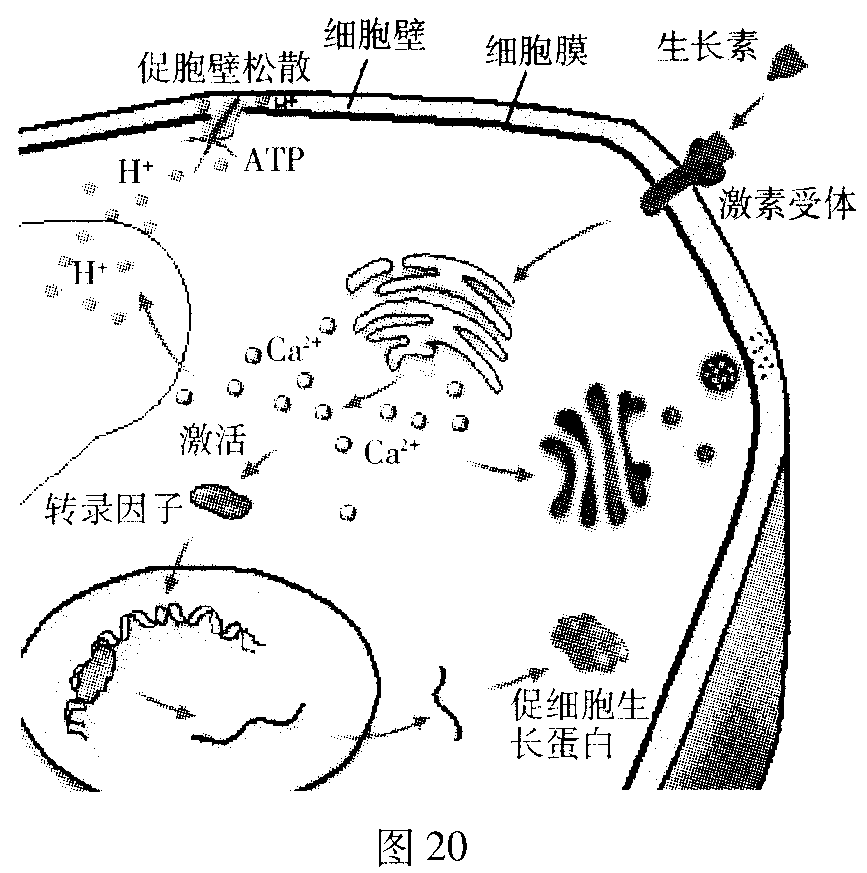 细胞壁
促胞壁松散
细胞膜
生长素
H⁺
H⁺
ATP
激素受体
H⁺
Ca²⁺
激活
Ca²⁺
转录因子
促细胞生
长蛋白
图 20